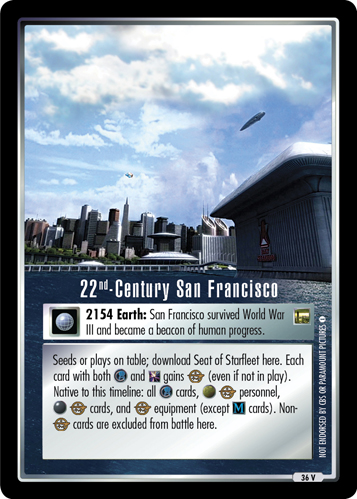 22nd-Century San Francisco
2154 Earth: San Francisco survived World War
III and became a beacon of human progress.
Seeds or plays on table; download Seat of Starfleet here. Each
card with both and gains (even if not in play).
Native to this timeline: all cards, personnel,
cards, and equipment (except M cards). Non-
cards are excluded from battle here.
NOT ENDORSED BY CBS OR PARAMOUNT PICTURES
36 V